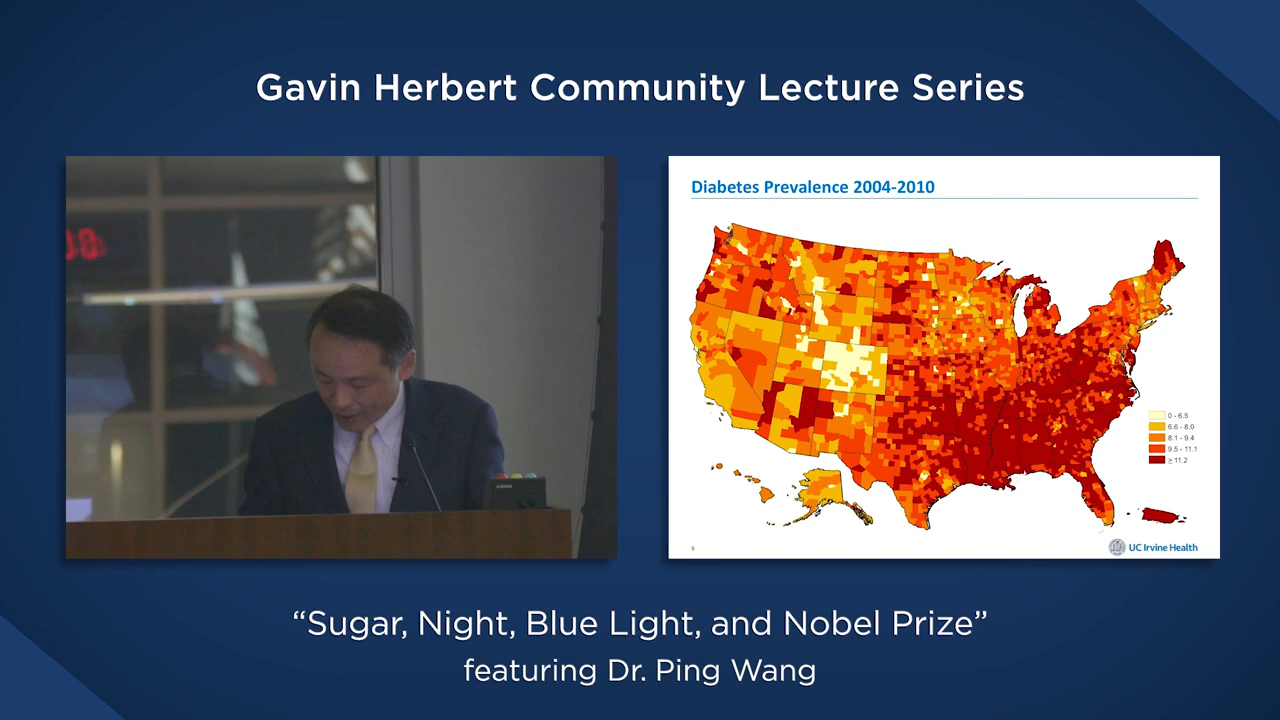 Gavin Herbert Community Lecture Series
Diabetes Prevalence 2004-2010
0 - 6.5
6.6 - 8.0
8.1 - 9.4
9.5 - 11.1
≥ 11.2
9
UC Irvine Health
“Sugar, Night, Blue Light, and Nobel Prize”
featuring Dr. Ping Wang